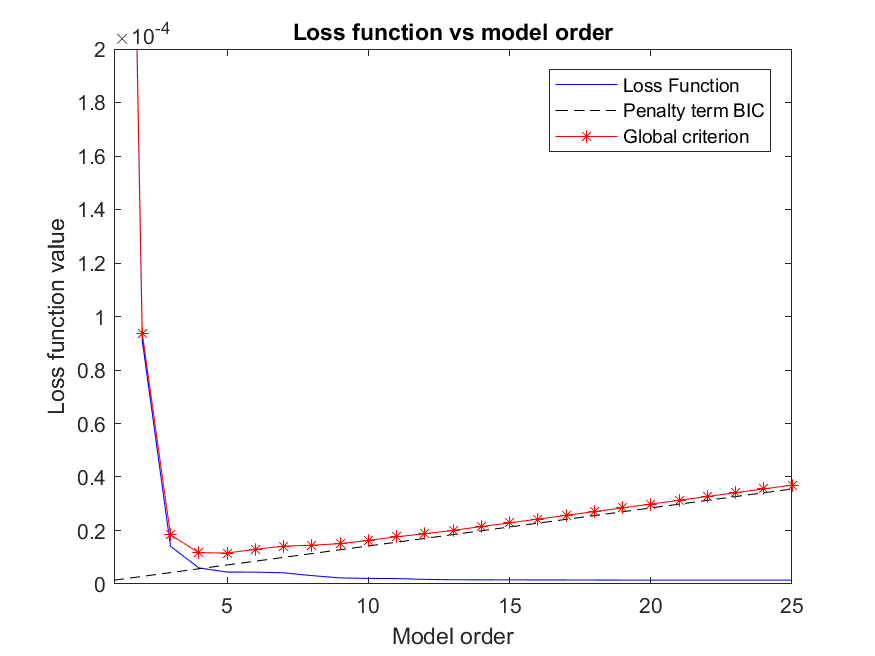 Loss function vs model order
×10-4
2
1.8
1.6
1.4
1.2
1
0.8
0.6
0.4
0.2
0
Loss function value
Loss Function
Penalty term BIC
Global criterion
5 10 15 20 25
Model order